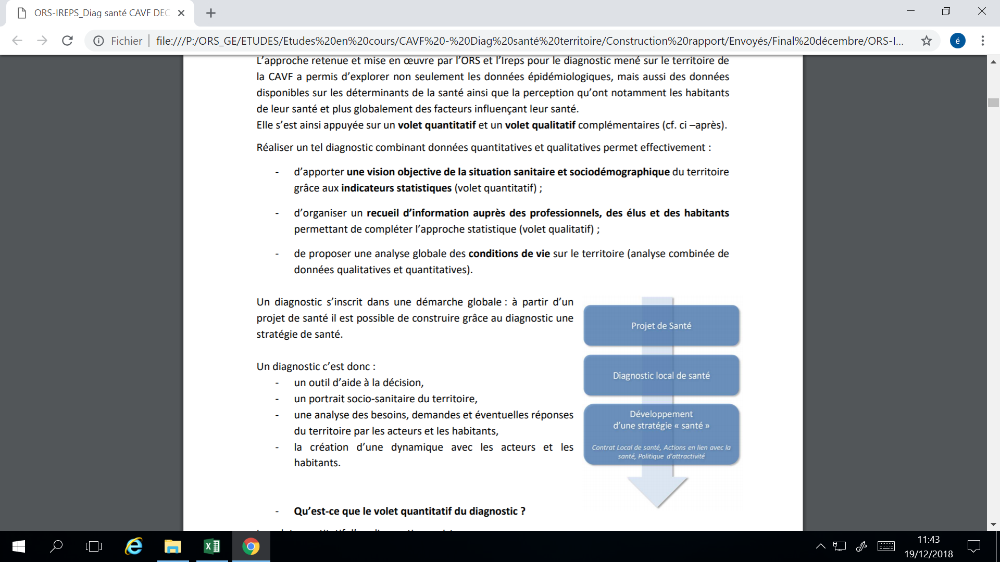 ORS-IREPS_Diag santé CAVF DEC
Fichier
file:///P:/ORS_GE/ETUDES/Etudes%20en%20cours/CAVF%20-%20Diag%20santé%20territoire/Construction%20rapport/Envoyés/Final%20décembre/ORS-I...
é
L’approche retenue et mise en œuvre par l’ORS et l’Ireps pour le diagnostic mené sur le territoire de
la CAVF a permis d’explorer non seulement les données épidémiologiques, mais aussi des données
disponibles sur les déterminants de la santé ainsi que la perception qu’ont notamment les habitants
de leur santé et plus globalement des facteurs influençant leur santé.
Elle s’est ainsi appuyée sur un volet quantitatif et un volet qualitatif complémentaires (cf. ci –après).
Réaliser un tel diagnostic combinant données quantitatives et qualitatives permet effectivement :
- d’apporter une vision objective de la situation sanitaire et sociodémographique du territoire
grâce aux indicateurs statistiques (volet quantitatif) ;
- d’organiser un recueil d’information auprès des professionnels, des élus et des habitants
permettant de compléter l’approche statistique (volet qualitatif) ;
- de proposer une analyse globale des conditions de vie sur le territoire (analyse combinée de
données qualitatives et quantitatives).
Un diagnostic s’inscrit dans une démarche globale : à partir d’un
projet de santé il est possible de construire grâce au diagnostic une
stratégie de santé.
Un diagnostic c’est donc :
- un outil d’aide à la décision,
- un portrait socio-sanitaire du territoire,
- une analyse des besoins, demandes et éventuelles réponses
du territoire par les acteurs et les habitants,
- la création d’une dynamique avec les acteurs et les
habitants.
Projet de Santé
Diagnostic local de santé
Développement
d’une stratégie « santé »
Contrat Local de santé, Actions en lien avec la
santé, Politique d’attractivité
- Qu’est-ce que le volet quantitatif du diagnostic ?
11:43
19/12/2018